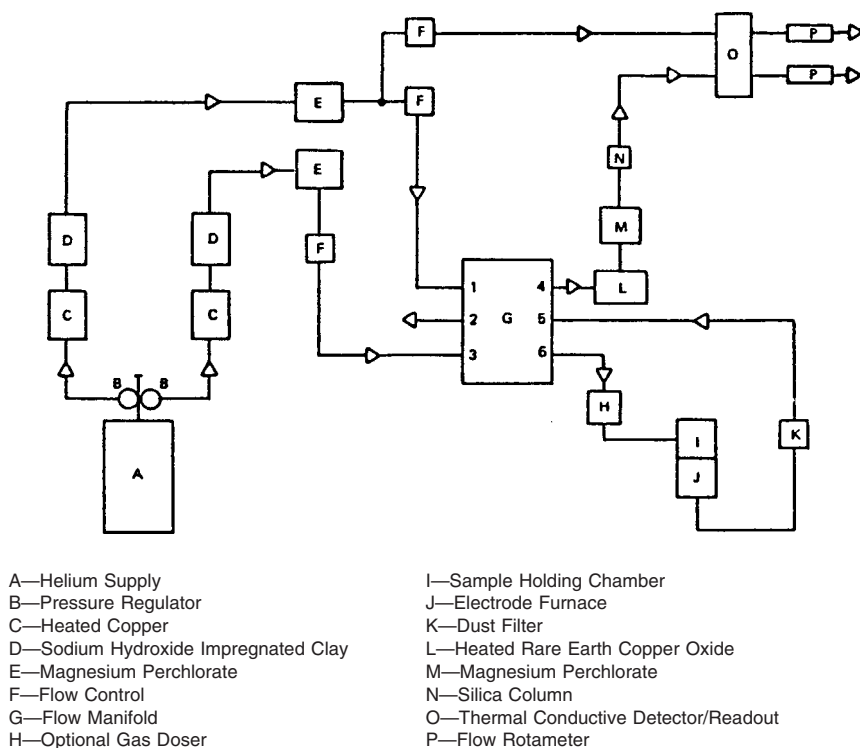 F
P
O
P
E
F
N
E
D
D
M
F
1 4
L
C
C
2 G 5
3 6
B B
H
K
I
A
J
A—Helium Supply
B—Pressure Regulator
C—Heated Copper
D—Sodium Hydroxide Impregnated Clay
E—Magnesium Perchlorate
F—Flow Control
G—Flow Manifold
H—Optional Gas Doser
I—Sample Holding Chamber
J—Electrode Furnace
K—Dust Filter
L—Heated Rare Earth Copper Oxide
M—Magnesium Perchlorate
N—Silica Column
O—Thermal Conductive Detector/Readout
P—Flow Rotameter